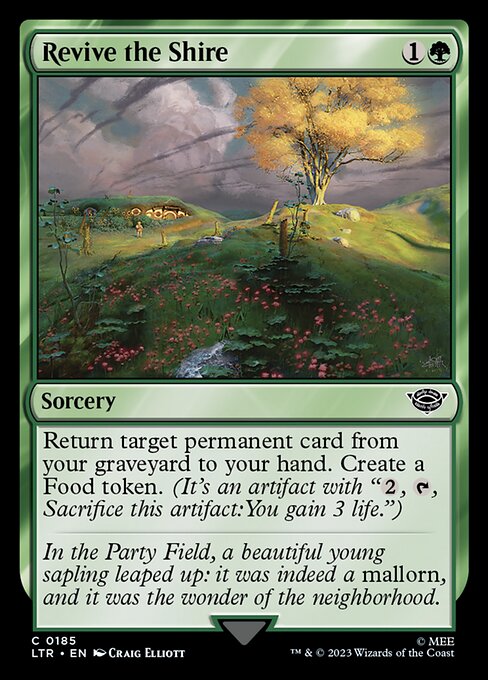 Revive the Shire 1
Sorcery
Return target permanent card from
your graveyard to your hand. Create a
Food token. (It's an artifact with “2, ,
Sacrifice this artifact:You gain 3 life.”)
In the Party Field, a beautiful young
sapling leaped up: it was indeed a mallorn,
and it was the wonder of the neighborhood.
C 0185
LTR • EN Craig Elliott
© MEE
™ & © 2023 Wizards of the Coast